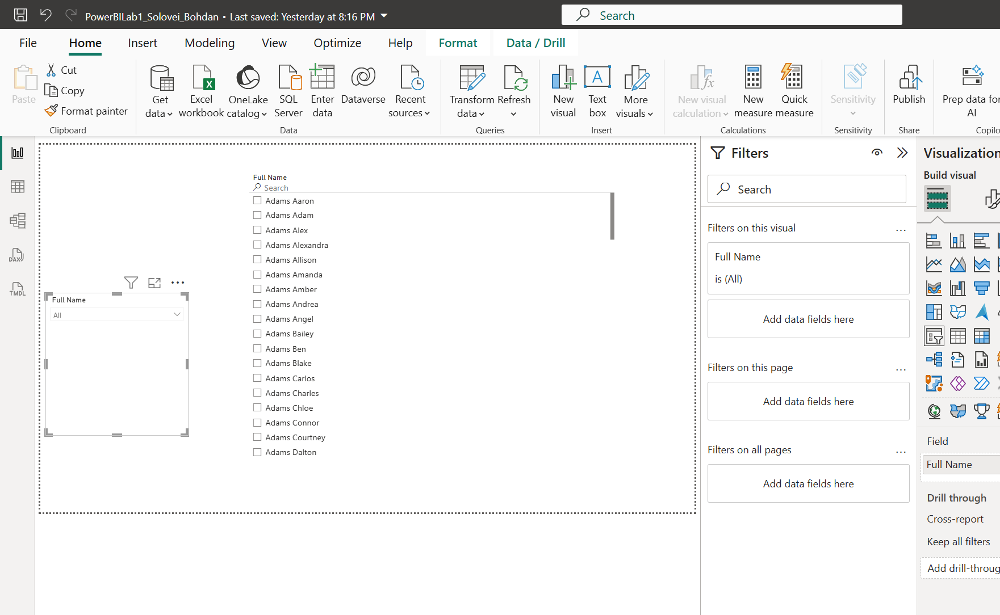 PowerBILab1_Solovei_Bohdan • Last saved: Yesterday at 8:16 PM
Search
File Home Insert Modeling View Optimize Help Format Data / Drill
Paste
Cut
Copy
Format painter
Clipboard
Get data
Excel workbook
OneLake catalog
SQL Server
Enter data
Dataverse
Recent sources
Data
Transform data
Refresh
Queries
New visual
Text box
More visuals
Insert
New visual calculation
New measure
Quick measure
Calculations
Sensitivity
Sensitivity
Publish
Share
Prep data for AI
Copilo
DAX
TMDL
Full Name
All
Full Name
Search
Adams Aaron
Adams Adam
Adams Alex
Adams Alexandra
Adams Allison
Adams Amanda
Adams Amber
Adams Andrea
Adams Angel
Adams Bailey
Adams Ben
Adams Blake
Adams Carlos
Adams Charles
Adams Chloe
Adams Connor
Adams Courtney
Adams Dalton
Filters
Search
Filters on this visual ...
Full Name
is (All)
Add data fields here
Filters on this page ...
Add data fields here
Filters on all pages ...
Add data fields here
Visualization
Build visual
Field
Full Name
Drill through
Cross-report
Keep all filters
Add drill-throug